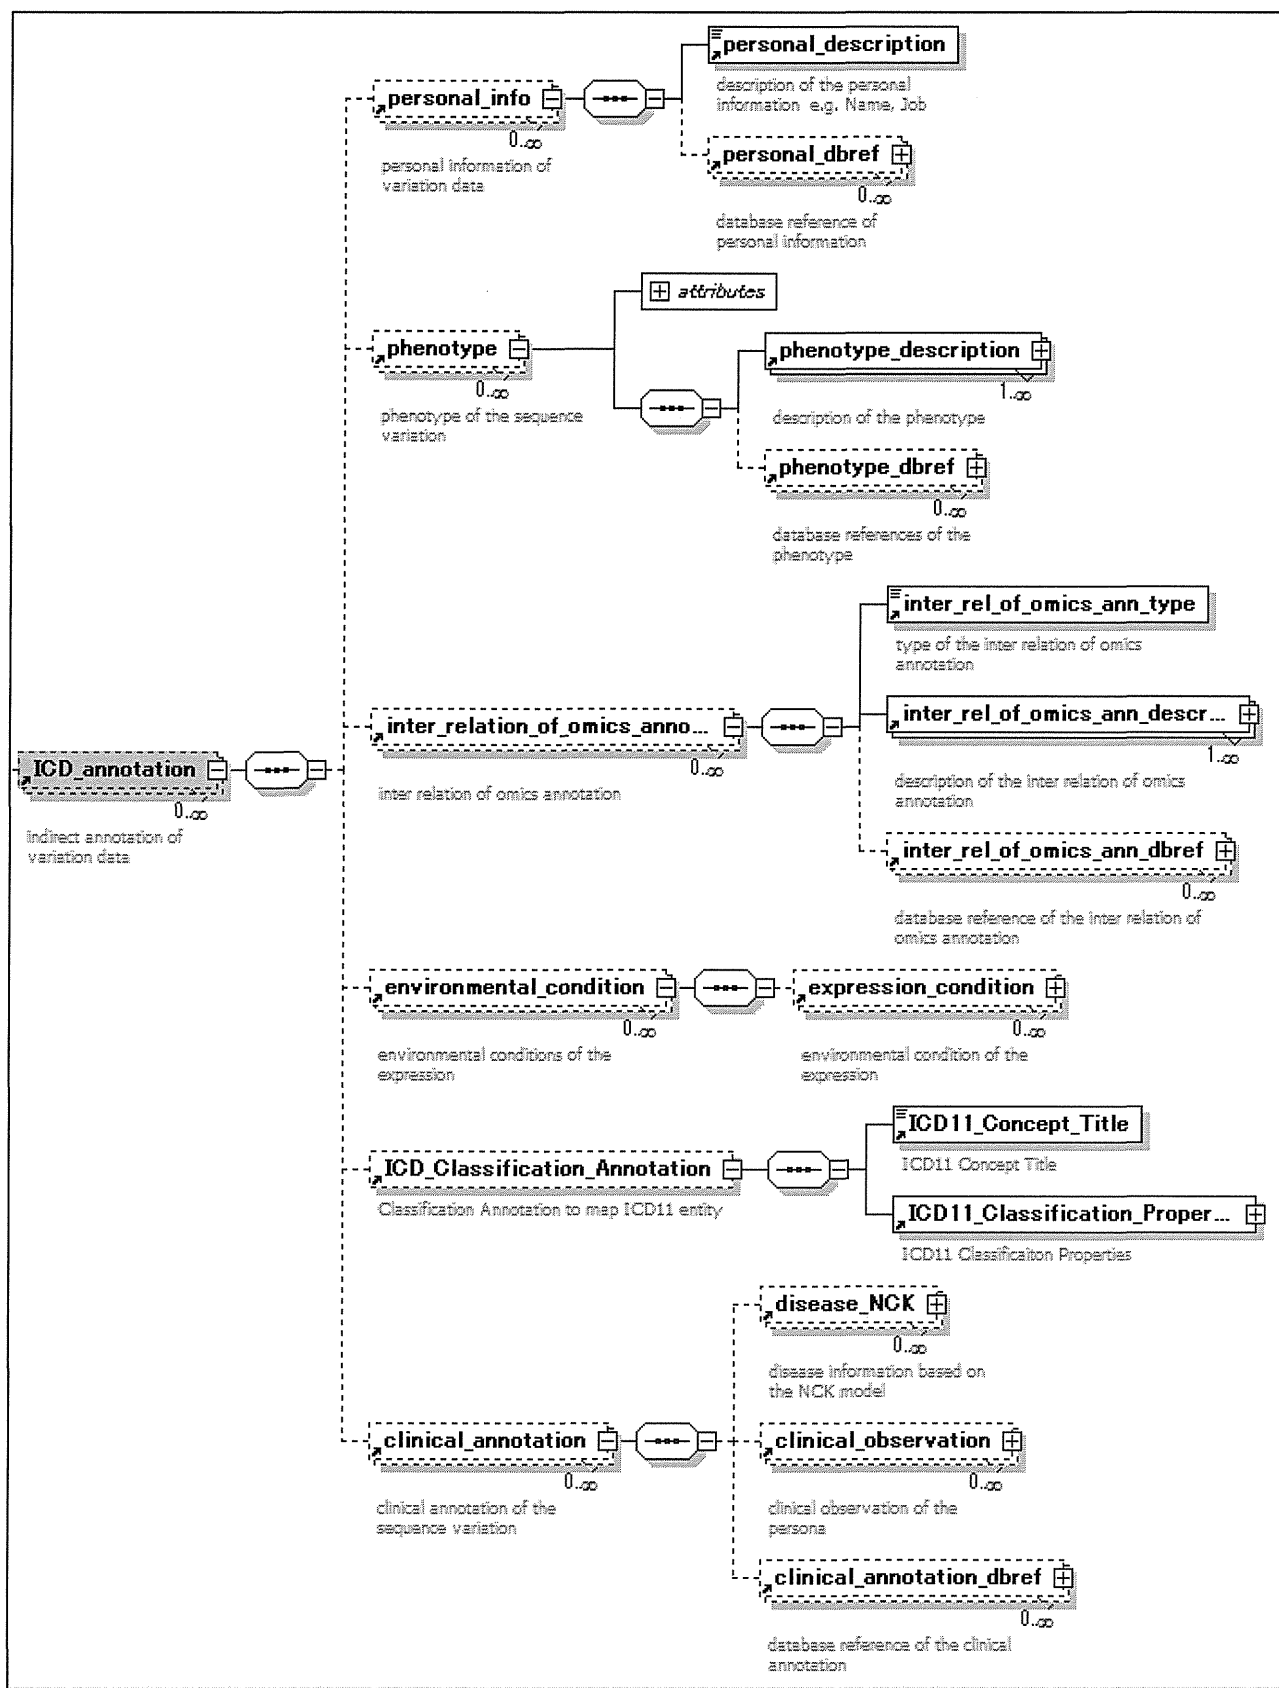 personal_description
description of the personal
information e.g. Name, Job
personal_info
0..∞
personal information of
variation data
personal_dbref
0..∞
database reference of
personal information
attributes
phenotype
0..∞
phenotype of the sequence
variation
phenotype_description
1..∞
description of the phenotype
phenotype_dbref
0..∞
database references of the
phenotype
inter_rel_of_omics_ann_type
type of the inter relation of omics
annotation
inter_relation_of_omics_anno...
0..∞
inter relation of omics annotation
inter_rel_of_omics_ann_descr...
1..∞
description of the inter relation of omics
annotation
ICD_annotation
0..∞
indirect annotation of
variation data
inter_rel_of_omics_ann_dbref
0..∞
database reference of the inter relation of
omics annotation
environmental_condition
0..∞
environmental conditions of the
expression
expression_condition
0..∞
environmental condition of the
expression
ICD11_Concept_Title
ICD11 Concept Title
ICD_Classification_Annotation
Classification Annotation to map ICD11 entity
ICD11_Classification_Proper...
ICD11 Classificaiton Properties
disease_NCK
0..∞
disease information based on
the NCK model
clinical_annotation
0..∞
clinical annotation of the
sequence variation
clinical_observation
0..∞
clinical observation of the
persona
clinical_annotation_dbref
0..∞
database reference of the clinical
annotation